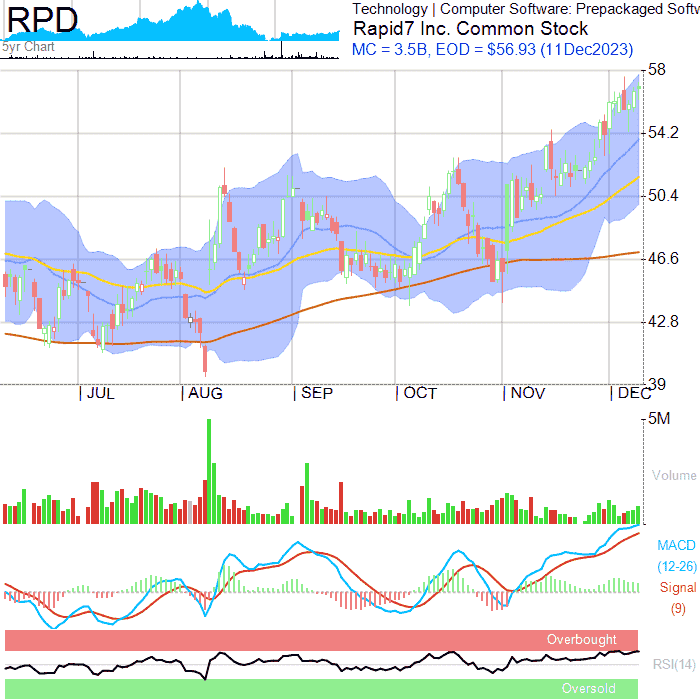 RPD
5yr Chart
Technology | Computer Software: Prepackaged Softw
Rapid7 Inc. Common Stock
MC = 3.5B, EOD = $56.93 (11Dec2023)
58
54.2
50.4
46.6
42.8
39
| JUL | AUG | SEP | OCT | NOV | DEC
5M
Volume
MACD
(12-26)
Signal
(9)
Overbought
RSI(14)
Oversold